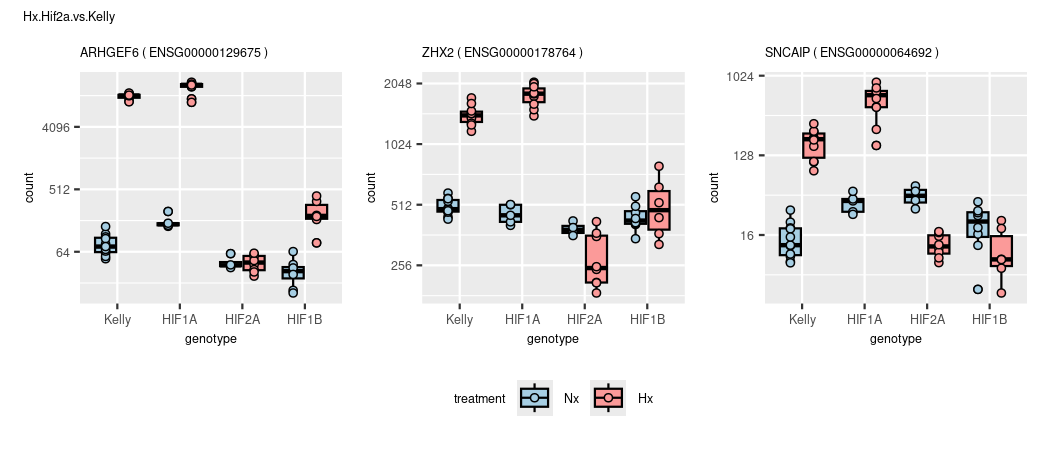 Hx.Hif2a.vs.Kelly
ARHGEF6 ( ENSG00000129675 )
count
4096
512
64
Kelly HIF1A HIF2A HIF1B
genotype
ZHX2 ( ENSG00000178764 )
count
2048
1024
512
256
Kelly HIF1A HIF2A HIF1B
genotype
SNCAIP ( ENSG00000064692 )
count
1024
128
16
Kelly HIF1A HIF2A HIF1B
genotype
treatment Nx Hx